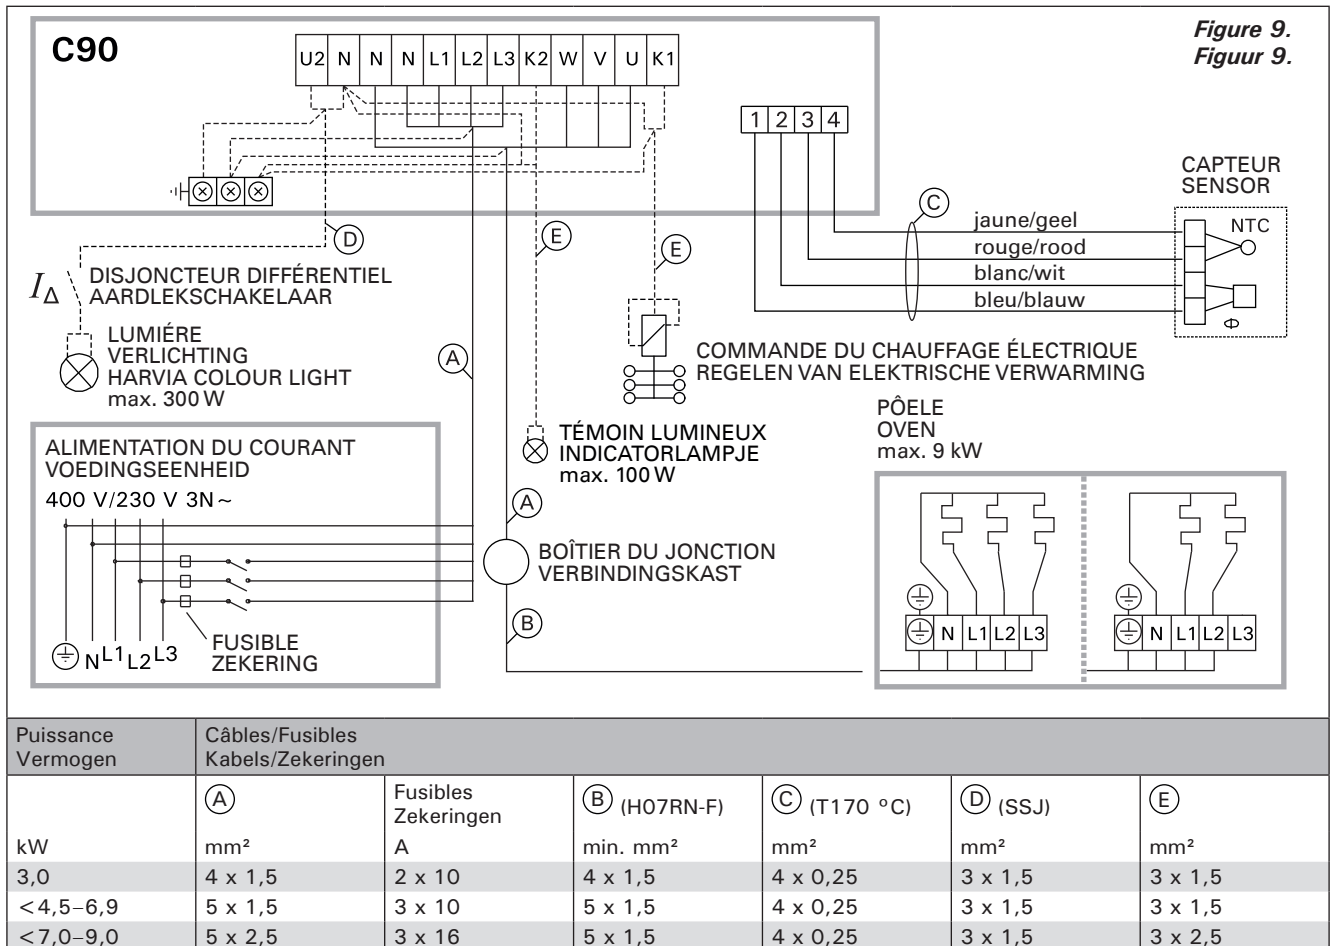 C90
Figure 9.
Figuur 9.
U2 N N N L1 L2 L3 K2 W V U K1
1 2 3 4
CAPTEUR
SENSOR
C
jaune/geel
NTC
rouge/rood
blanc/wit
bleu/blauw
Φ
D
E
E
I∆
DISJONCTEUR DIFFÉRENTIEL
AARDLEKSCHAKELAAR
LUMIÉRE
VERLICHTING
HARVIA COLOUR LIGHT
max. 300 W
A
COMMANDE DU CHAUFFAGE ÉLECTRIQUE
REGELEN VAN ELEKTRISCHE VERWARMING
PÔELE
OVEN
max. 9 kW
TÉMOIN LUMINEUX
INDICATORLAMPJE
max. 100 W
ALIMENTATION DU COURANT
VOEDINGSEENHEID
400 V/230 V 3N~
A
BOÎTIER DU JONCTION
VERBINDINGSKAST
B
N L1 L2 L3
FUSIBLE
ZEKERING
N L1 L2 L3
N L1 L2 L3
Puissance
Vermogen
Câbles/Fusibles
Kabels/Zekeringen
A
Fusibles
Zekeringen
B (H07RN-F)
C (T170 °C)
D (SSJ)
E
kW mm² A min. mm² mm² mm² mm²
3,0 4 x 1,5 2 x 10 4 x 1,5 4 x 0,25 3 x 1,5 3 x 1,5
<4,5–6,9 5 x 1,5 3 x 10 5 x 1,5 4 x 0,25 3 x 1,5 3 x 1,5
<7,0–9,0 5 x 2,5 3 x 16 5 x 1,5 4 x 0,25 3 x 1,5 3 x 2,5